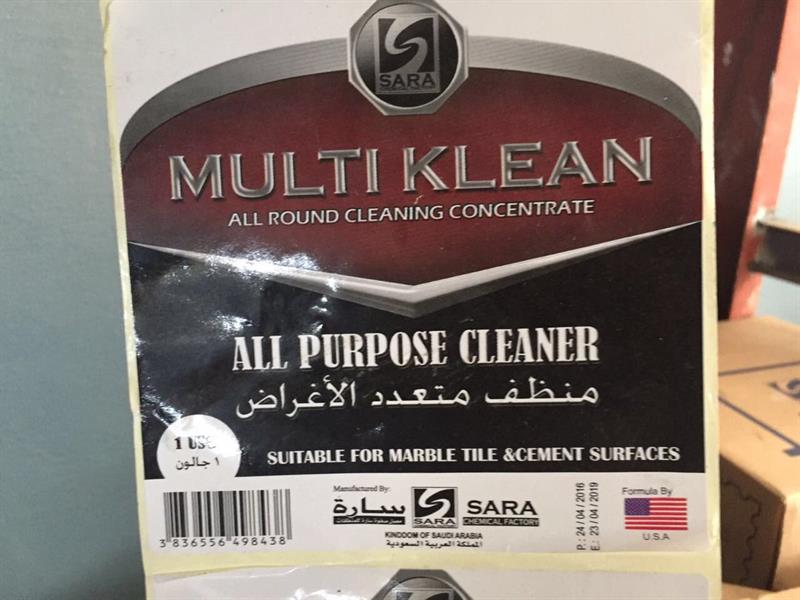 SARA
MULTI KLEAN
ALL ROUND CLEANING CONCENTRATE
ALL PURPOSE CLEANER
منظف متعدد الأغراض
1 USG
١ جالون
SUITABLE FOR MARBLE TILE &CEMENT SURFACES
3 836556 498438
Manufactured By:
سارة
SARA
SARA
CHEMICAL FACTORY
KINDDOM OF SAUDI ARABIA
المملكة العربية السعودية
P.: 24 / 04 / 2016
E.: 23 / 04 / 2019
Formula By
U.S.A